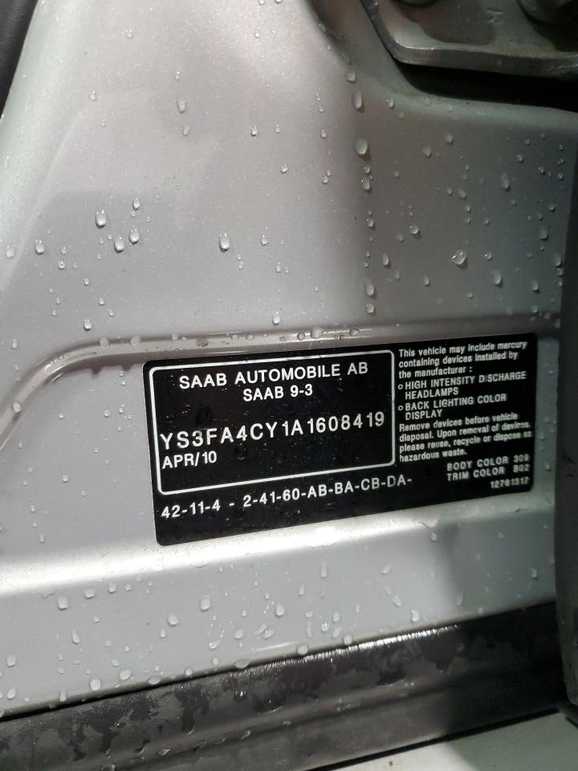 SAAB AUTOMOBILE AB
SAAB 9-3
YS3FA4CY1A1608419
APR/10
This vehicle may include mercury
containing devices installed by
the manufacturer :
○ HIGH INTENSITY DISCHARGE
HEADLAMPS
○ BACK LIGHTING COLOR
DISPLAY
Remove devices before vehicle
disposal. Upon removal of devices,
please reuse, recycle or dispose as
hazardous waste.
BODY COLOR 309
TRIM COLOR B02
12781317
42-11-4 - 2-41-60-AB-BA-CB-DA-